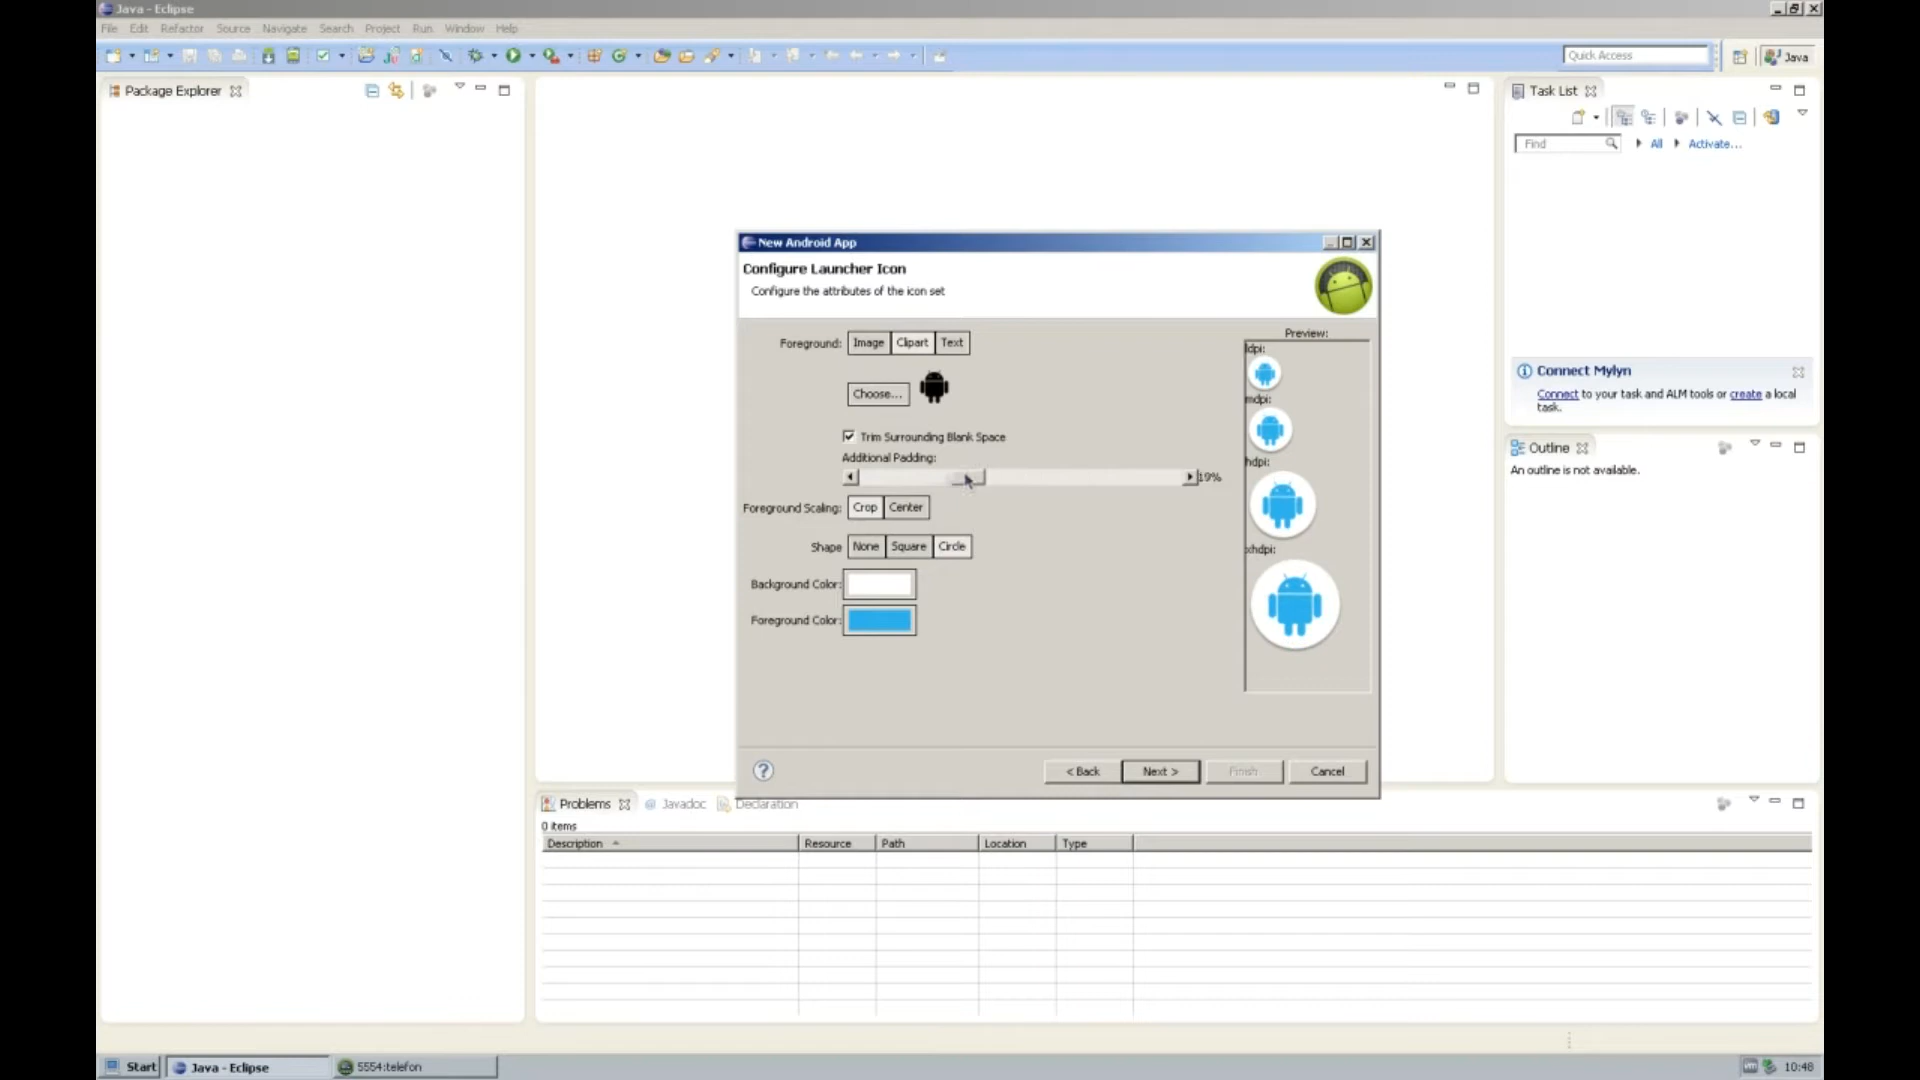 Java - Eclipse
File Edit Refactor Source Navigate Search Project Run Window Help
Quick Access
Java
Package Explorer
Task List
Find
All
Activate...
New Android App
Configure Launcher Icon
Configure the attributes of the icon set
Foreground: Image Clipart Text
Choose...
Trim Surrounding Blank Space
Additional Padding:
19%
Foreground Scaling: Crop Center
Shape None Square Circle
Background Color:
Foreground Color:
Preview:
ldpi:
mdpi:
hdpi:
xhdpi:
? < Back Next > Finish Cancel
Connect Mylyn
Connect to your task and ALM tools or create a local
task.
Outline
An outline is not available.
Problems @ Javadoc Declaration
0 items
Description Resource Path Location Type
Start Java - Eclipse 5554:telefon 10:48